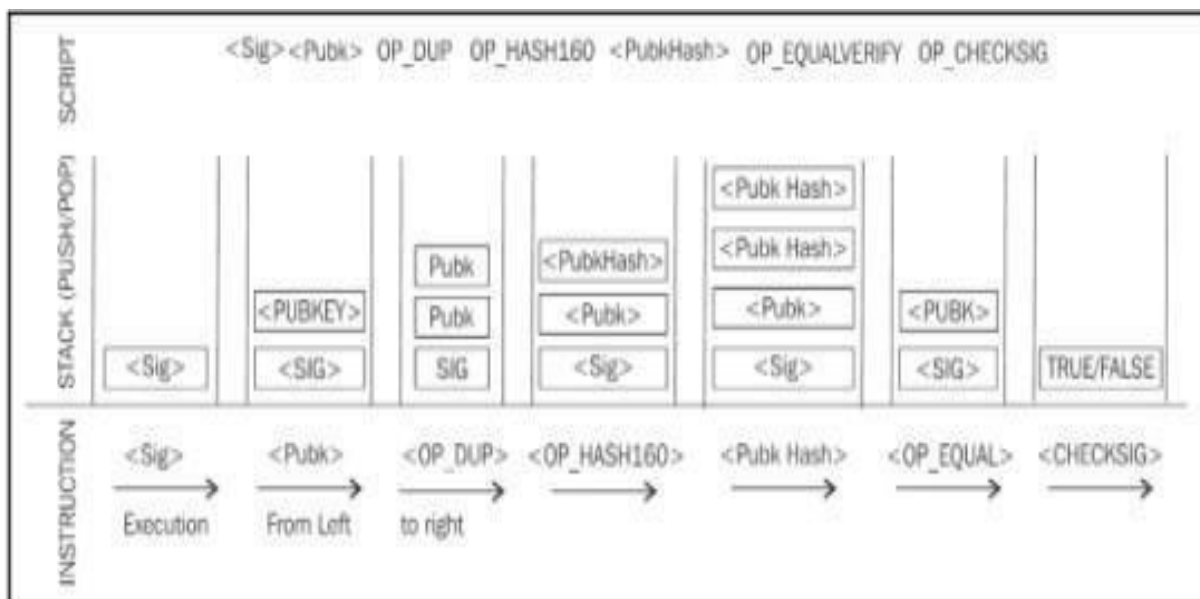 SCRIPT
<Sig> <Pubk> OP_DUP OP_HASH160 <PubkHash> OP_EQUALVERIFY OP_CHECKSIG
STACK (PUSH/POP)
<Pubk Hash>
Pubk <PubkHash> <Pubk Hash>
<PUBKEY> Pubk <Pubk> <Pubk> <PUBK>
<Sig> <SIG> SIG <Sig> <Sig> <SIG> TRUE/FALSE
INSTRUCTION
<Sig> <Pubk> <OP_DUP> <OP_HASH160> <Pubk Hash> <OP_EQUAL> <CHECKSIG>
Execution From Left to right